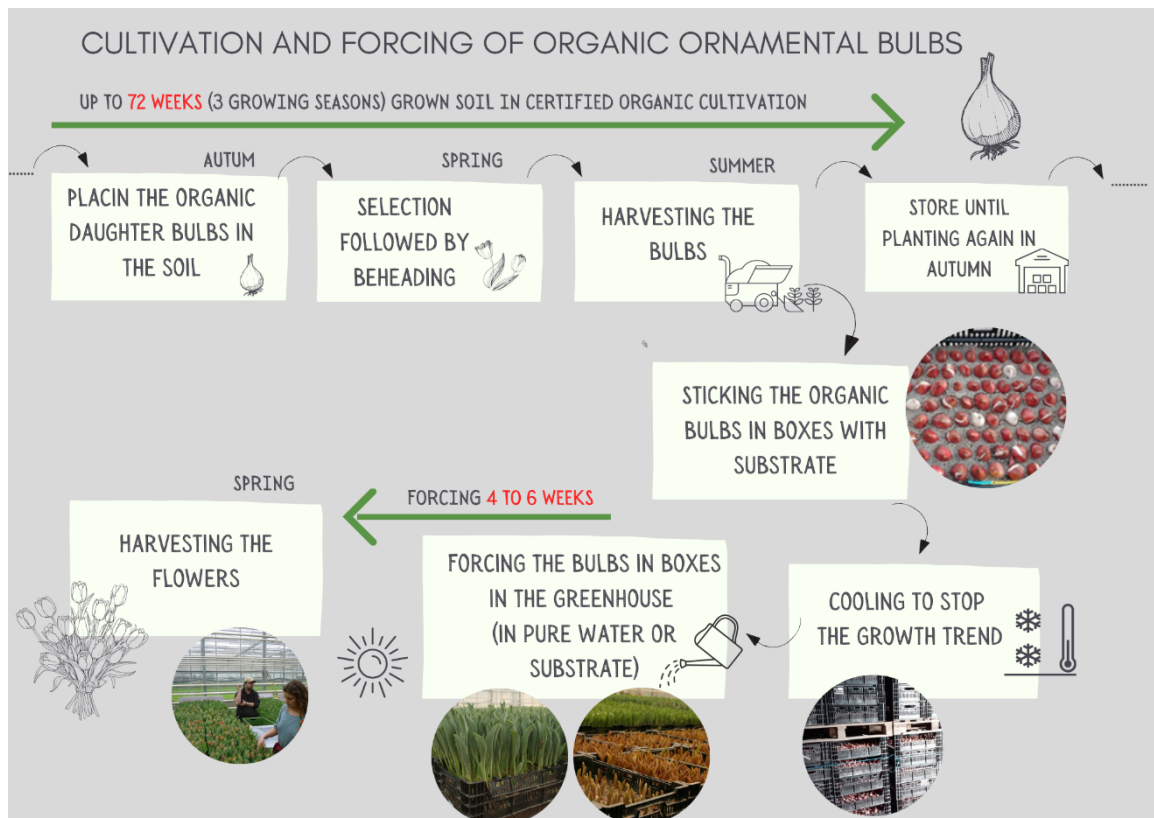 CULTIVATION AND FORCING OF ORGANIC ORNAMENTAL BULBS
UP TO 72 WEEKS (3 GROWING SEASONS) GROWN SOIL IN CERTIFIED ORGANIC CULTIVATION
AUTUM
PLACIN THE ORGANIC
DAUGHTER BULBS IN
THE SOIL
SPRING
SELECTION
FOLLOWED BY
BEHEADING
SUMMER
HARVESTING THE
BULBS
STORE UNTIL
PLANTING AGAIN IN
AUTUMN
STICKING THE ORGANIC
BULBS IN BOXES WITH
SUBSTRATE
COOLING TO STOP
THE GROWTH TREND
FORCING 4 TO 6 WEEKS
FORCING THE BULBS IN BOXES
IN THE GREENHOUSE
(IN PURE WATER OR
SUBSTRATE)
SPRING
HARVESTING THE
FLOWERS